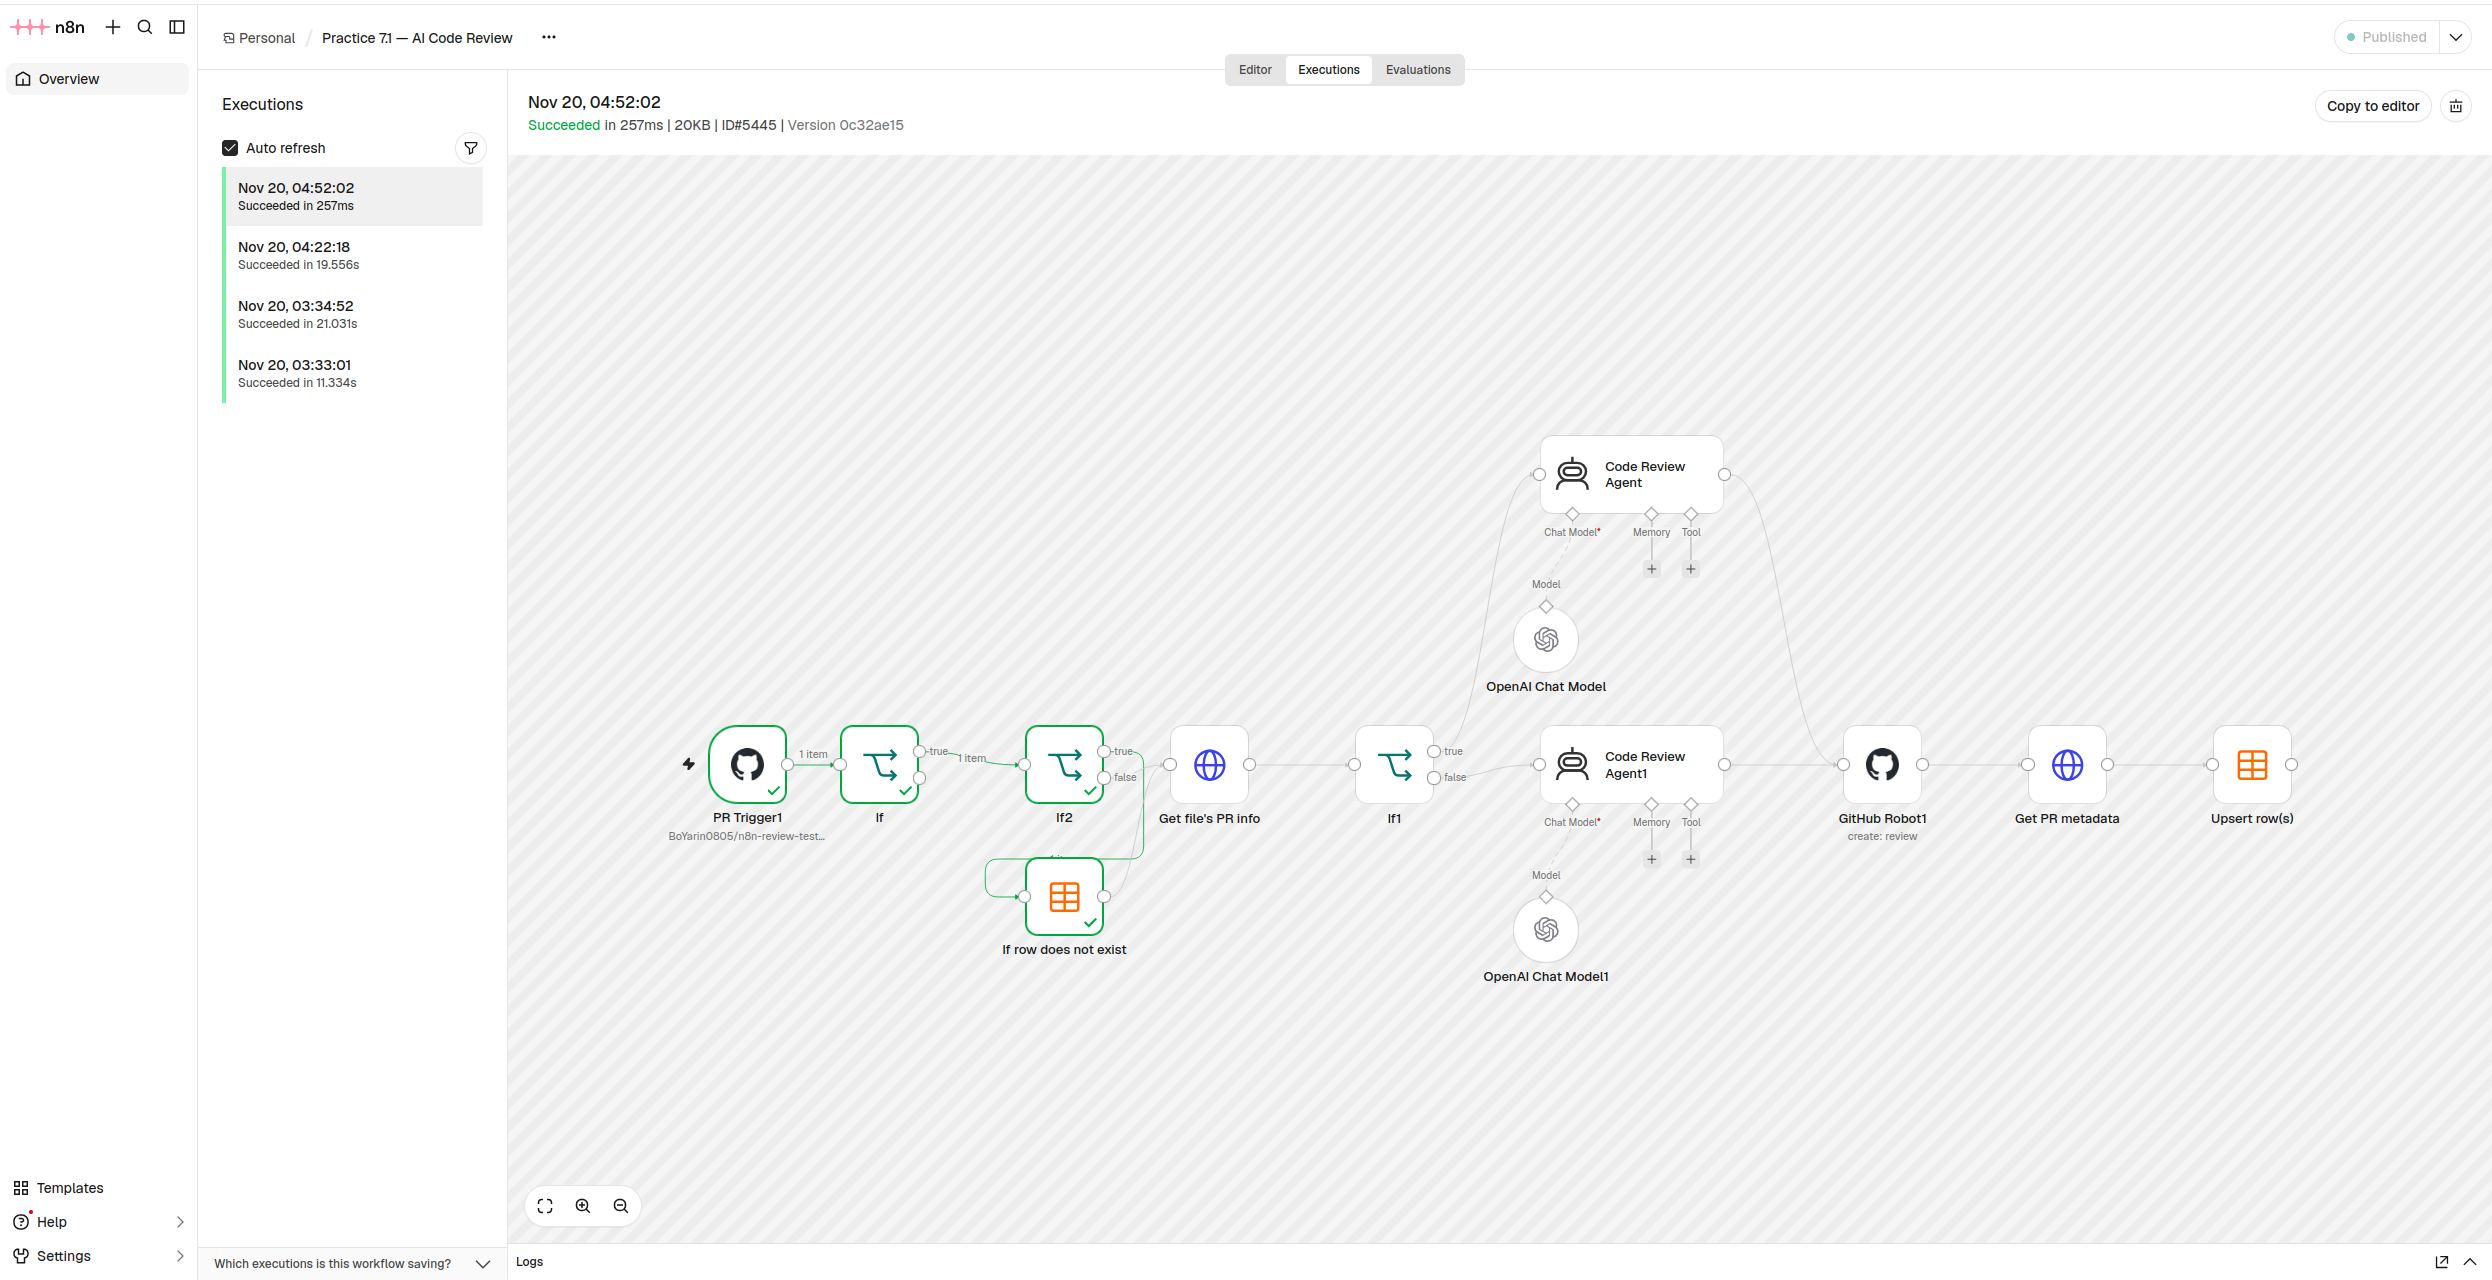 n8n
Personal / Practice 7.1 — AI Code Review
Published
Overview
Editor
Executions
Evaluations
Executions
Auto refresh
Nov 20, 04:52:02
Succeeded in 257ms
Nov 20, 04:22:18
Succeeded in 19.556s
Nov 20, 03:34:52
Succeeded in 21.031s
Nov 20, 03:33:01
Succeeded in 11.334s
Nov 20, 04:52:02
Succeeded in 257ms | 20KB | ID#5445 | Version 0c32ae15
Copy to editor
Code Review
Agent
Chat Model*
Memory
Tool
Model
OpenAI Chat Model
1 item
true
1 item
true
false
true
false
Code Review
Agent1
PR Trigger1
BoYarin0805/n8n-review-test...
If
If2
Get file's PR info
If1
Chat Model*
Memory
Tool
GitHub Robot1
create: review
Get PR metadata
Upsert row(s)
Model
If row does not exist
OpenAI Chat Model1
Templates
Help
Settings
Which executions is this workflow saving?
Logs